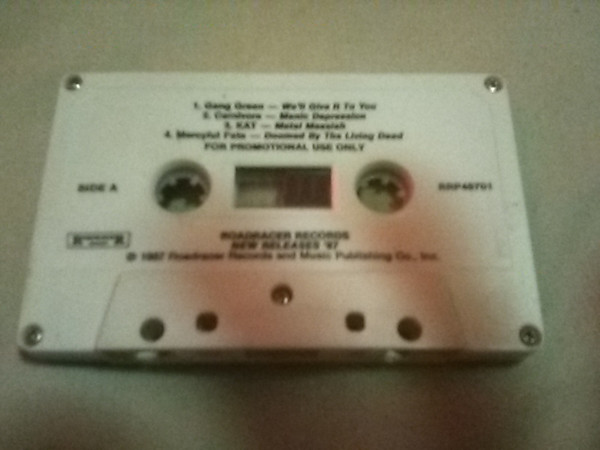 1. Gang Green — We'll Give It To You
2. Carnivore — Manic Depression
3. KAT — Metal Messiah
4. Mercyful Fate — Doomed By The Living Dead
FOR PROMOTIONAL USE ONLY
SIDE A
RRP49701
ROADRACER RECORDS
NEW RELEASES '87
© 1987 Roadracer Records and Music Publishing Co., Inc.